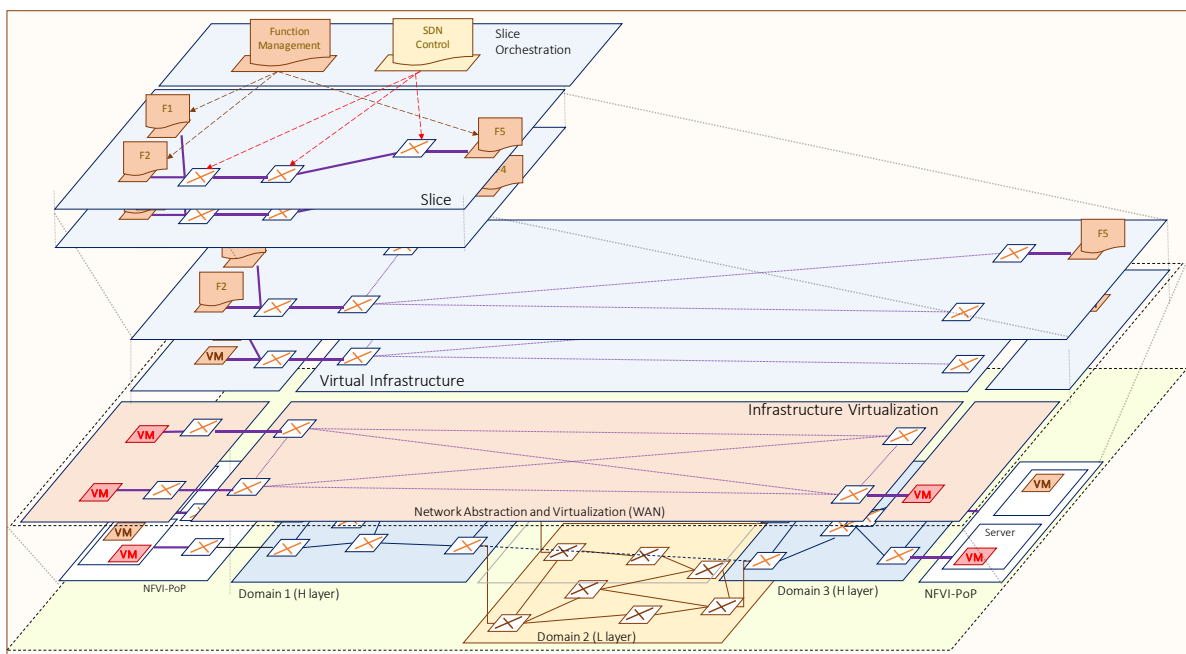 Function
Management
SDN
Control
Slice
Orchestration
F1
F2
F5
4
Slice
F5
F2
VM
Virtual Infrastructure
Infrastructure Virtualization
VM
VM
VM
Network Abstraction and Virtualization (WAN)
VM
VM
VM
Server
VM
NFVI-PoP
Domain 1 (H layer)
Domain 2 (L layer)
Domain 3 (H layer)
NFVI-PoP